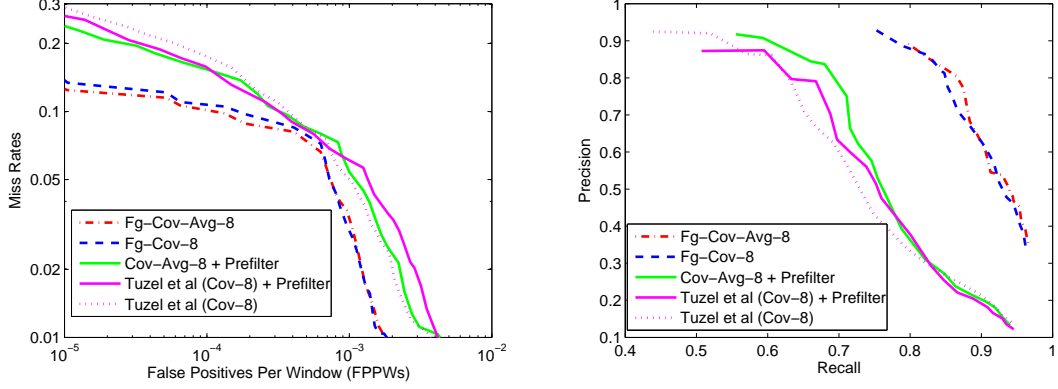 0.3
0.2
0.1
0.05
0.02
0.01
Miss Rates
Fg−Cov−Avg−8
Fg−Cov−8
Cov−Avg−8 + Prefilter
Tuzel et al (Cov−8) + Prefilter
Tuzel et al (Cov−8)
10−5 10−4 10−3 10−2
False Positives Per Window (FPPWs)
1
0.9
0.8
0.7
0.6
0.5
0.4
0.3
0.2
0.1
Precision
Fg−Cov−Avg−8
Fg−Cov−8
Cov−Avg−8 + Prefilter
Tuzel et al (Cov−8) + Prefilter
Tuzel et al (Cov−8)
0.4 0.5 0.6 0.7 0.8 0.9 1
Recall